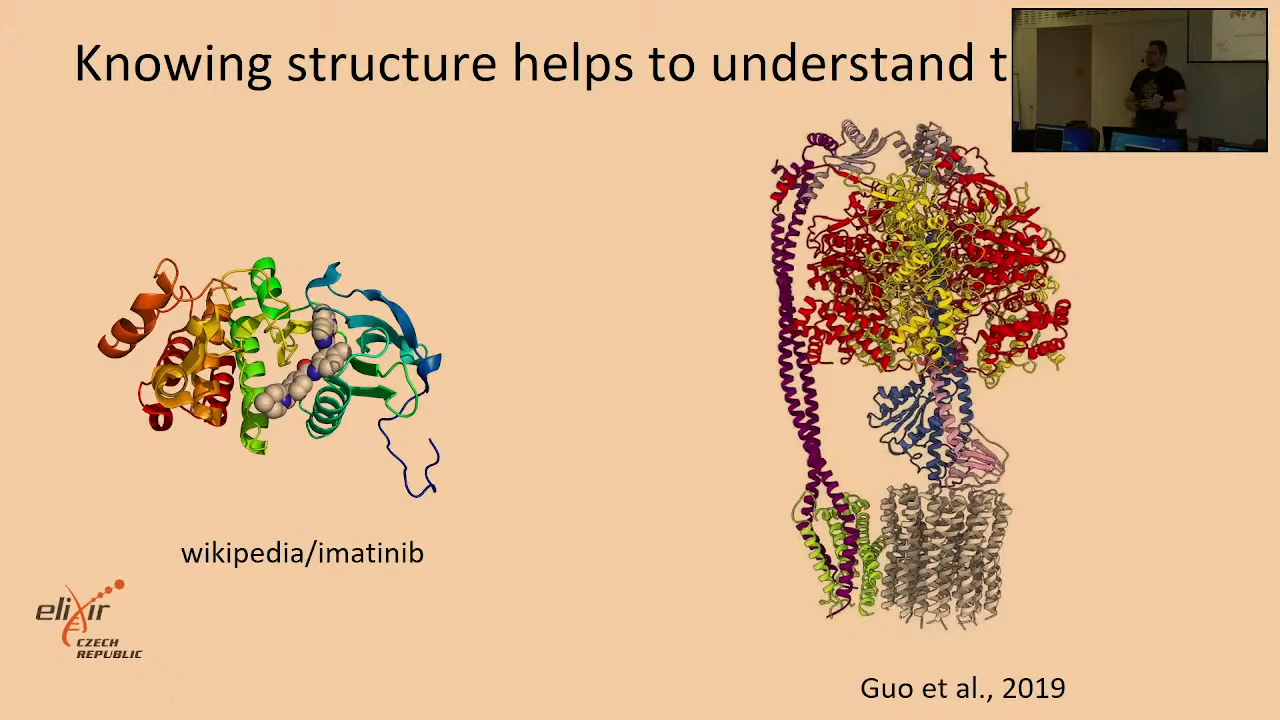 Knowing structure helps to understand t
wikipedia/imatinib
elixir
CZECH
REPUBLIC
Guo et al., 2019